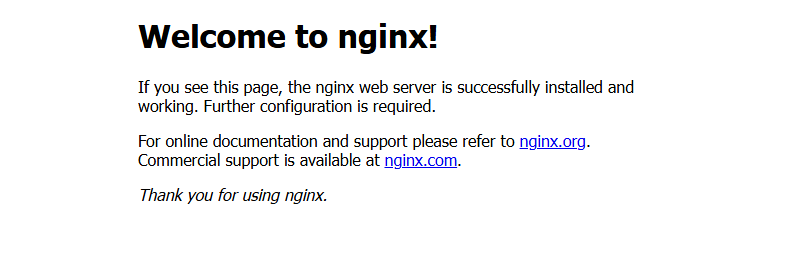 Welcome to nginx!
If you see this page, the nginx web server is successfully installed and
working. Further configuration is required.
For online documentation and support please refer to nginx.org.
Commercial support is available at nginx.com.
Thank you for using nginx.